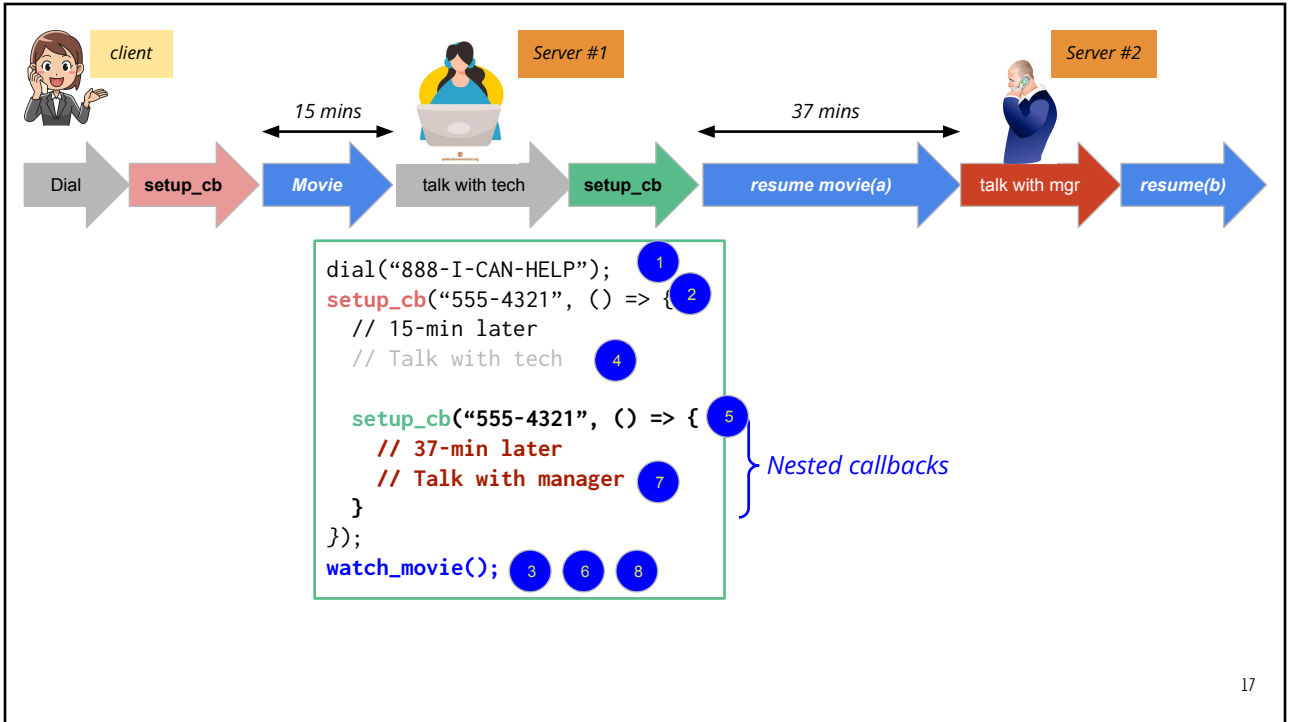 client
Server #1
Server #2
15 mins
37 mins
Dial
setup_cb
Movie
talk with tech
setup_cb
resume movie(a)
talk with mgr
resume(b)
dial(“888-I-CAN-HELP”); 1
setup_cb(“555-4321”, () => { 2
// 15-min later
// Talk with tech 4
setup_cb(“555-4321”, () => { 5
// 37-min later
// Talk with manager 7
}
});
watch_movie(); 3 6 8
Nested callbacks
17